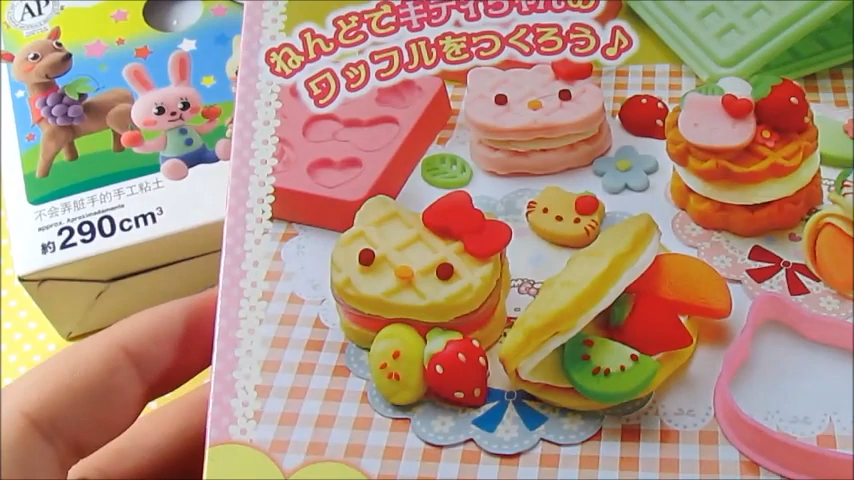 AP
ねんどでキティちゃんの
ワッフルをつくろう♪
不会弄脏手的手工粘土
approx. Aproximadamente
約290cm³